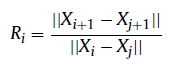 R_i = ||X_{i+1} − X_{j+1}|| / ||X_i − X_j||